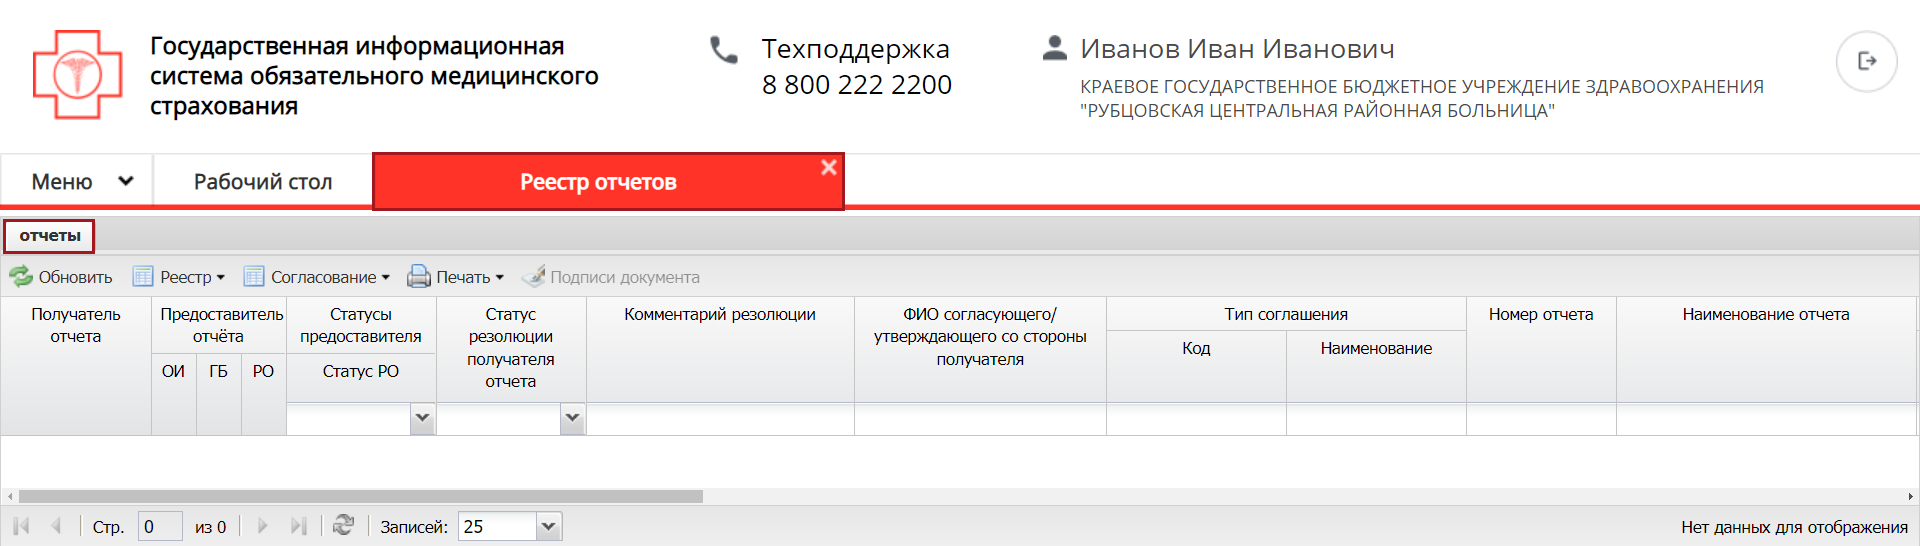 Государственная информационная
система обязательного медицинского
страхования
Техподдержка
8 800 222 2200
Иванов Иван Иванович
КРАЕВОЕ ГОСУДАРСТВЕННОЕ БЮДЖЕТНОЕ УЧРЕЖДЕНИЕ ЗДРАВООХРАНЕНИЯ
"РУБЦОВСКАЯ ЦЕНТРАЛЬНАЯ РАЙОННАЯ БОЛЬНИЦА"
Меню
Рабочий стол
Реестр отчетов
отчеты
Обновить
Реестр
Согласование
Печать
Подписи документа
Получатель
отчета
Предоставитель
отчёта
ОИ
ГБ
РО
Статусы
предоставителя
Статус РО
Статус
резолюции
получателя
отчета
Комментарий резолюции
ФИО согласующего/
утверждающего со стороны
получателя
Тип соглашения
Код
Наименование
Номер отчета
Наименование отчета
Стр.
0
из 0
Записей:
25
Нет данных для отображения